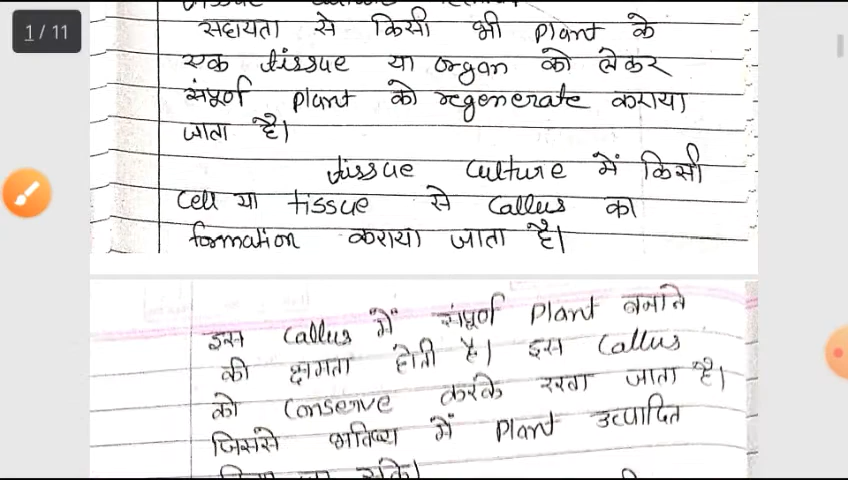 1 / 11
सहायता से किसी भी plant के
एक tissue या organ को लेकर
संपूर्ण plant को regenerate कराया
जाता है।
tissue culture में किसी
cell या tissue से callus का
formation कराया जाता है।
इस callus में संपूर्ण plant बनाने
की क्षमता होती है। इस callus
को conserve करके रखा जाता है।
जिससे भविष्य में plant उत्पादित
किया जा सके।